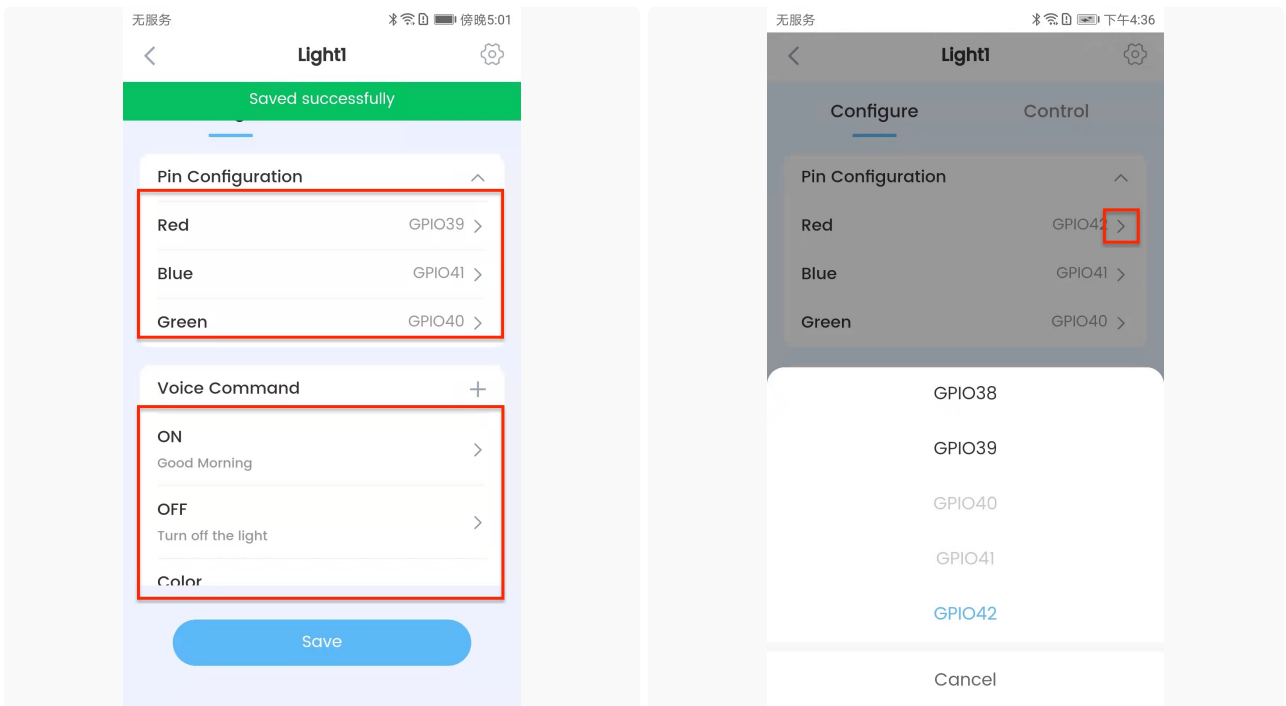 无服务
傍晚5:01
Light1
Saved successfully
Pin Configuration
Red GPIO39
Blue GPIO41
Green GPIO40
Voice Command
ON
Good Morning
OFF
Turn off the light
Color
Save
无服务
下午4:36
Light1
Configure Control
Pin Configuration
Red GPIO42
Blue GPIO41
Green GPIO40
GPIO38
GPIO39
GPIO40
GPIO41
GPIO42
Cancel